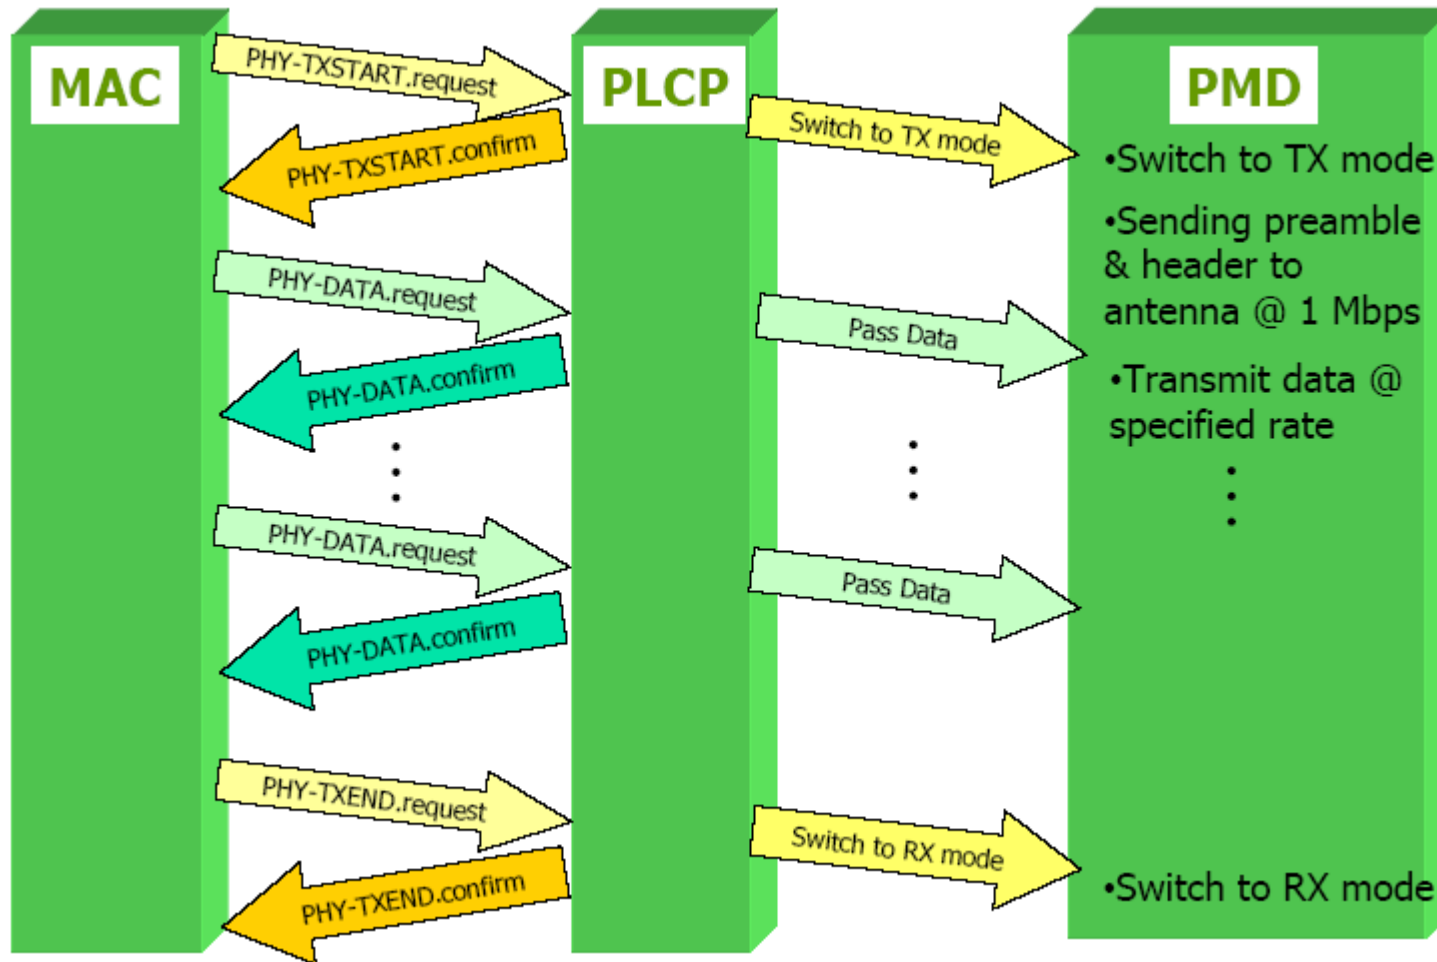 MAC
PLCP
PMD
PHY-TXSTART.request
Switch to TX mode
PHY-TXSTART.confirm
•Switch to TX mode
•Sending preamble
& header to
antenna @ 1 Mbps
PHY-DATA.request
Pass Data
PHY-DATA.confirm
•Transmit data @
specified rate
PHY-DATA.request
Pass Data
PHY-DATA.confirm
PHY-TXEND.request
Switch to RX mode
PHY-TXEND.confirm
•Switch to RX mode